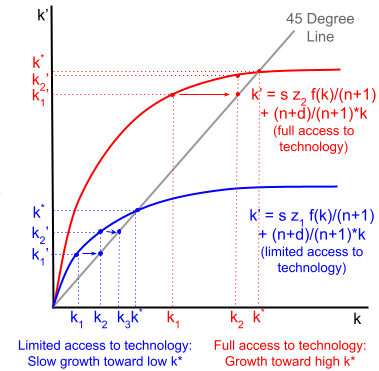 k'
45 Degree
Line
k*
k₂'
k₁'
k' = s z₂ f(k)/(n+1)
+ (n+d)/(n+1)*k
(full access to
technology)
k*
k₂'
k₁'
k' = s z₁ f(k)/(n+1)
+ (n+d)/(n+1)*k
(limited access to
technology)
k₁ k₂ k₃ k* k₁ k₂ k* k
Limited access to technology:
Slow growth toward low k*
Full access to technology:
Growth toward high k*